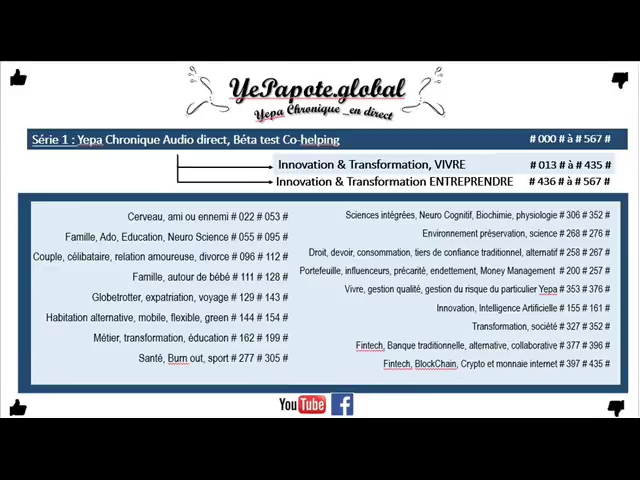 YePapote.global
Yepa Chronique _en direct
Série 1 : Yepa Chronique Audio direct, Béta test Co-helping # 000 # à # 567 #
Innovation & Transformation, VIVRE # 013 # à # 435 #
Innovation & Transformation ENTREPRENDRE # 436 # à # 567 #
Cerveau, ami ou ennemi # 022 # 053 #
Famille, Ado, Education, Neuro Science # 055 # 095 #
Couple, célibataire, relation amoureuse, divorce # 096 # 112 #
Famille, autour de bébé # 111 # 128 #
Globetrotter, expatriation, voyage # 129 # 143 #
Habitation alternative, mobile, flexible, green # 144 # 154 #
Métier, transformation, éducation # 162 # 199 #
Santé, Burn out, sport # 277 # 305 #
Sciences intégrées, Neuro Cognitif, Biochimie, physiologie # 306 # 352 #
Environnement préservation, science # 268 # 276 #
Droit, devoir, consommation, tiers de confiance traditionnel, alternatif # 258 # 267 #
Portefeuille, influenceurs, précarité, endettement, Money Management # 200 # 257 #
Vivre, gestion qualité, gestion du risque du particulier Yepa # 353 # 376 #
Innovation, Intelligence Artificielle # 155 # 161 #
Transformation, société # 327 # 352 #
Fintech, Banque traditionnelle, alternative, collaborative # 377 # 396 #
Fintech, BlockChain, Crypto et monnaie internet # 397 # 435 #
YouTube f